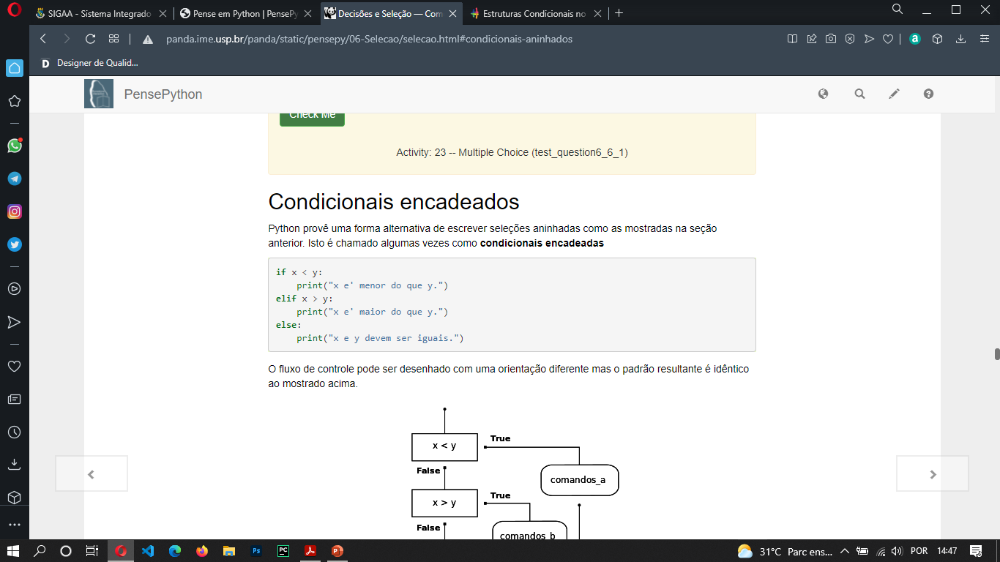 SIGAA - Sistema Integrado
Pense em Python | PensePy
Decisões e Seleção — Com
Estruturas Condicionais no
panda.ime.usp.br/panda/static/pensepy/06-Selecao/selecao.html#condicionais-aninhados
D Designer de Qualid...
PensePython
Check Me
Activity: 23 -- Multiple Choice (test_question6_6_1)
Condicionais encadeados
Python provê uma forma alternativa de escrever seleções aninhadas como as mostradas na seção
anterior. Isto é chamado algumas vezes como condicionais encadeadas
if x < y:
    print("x e' menor do que y.")
elif x > y:
    print("x e' maior do que y.")
else:
    print("x e y devem ser iguais.")
O fluxo de controle pode ser desenhado com uma orientação diferente mas o padrão resultante é idêntico
ao mostrado acima.
x < y
True
False
comandos_a
x > y
True
False
comandos_b
31°C Parc ens...
POR
14:47